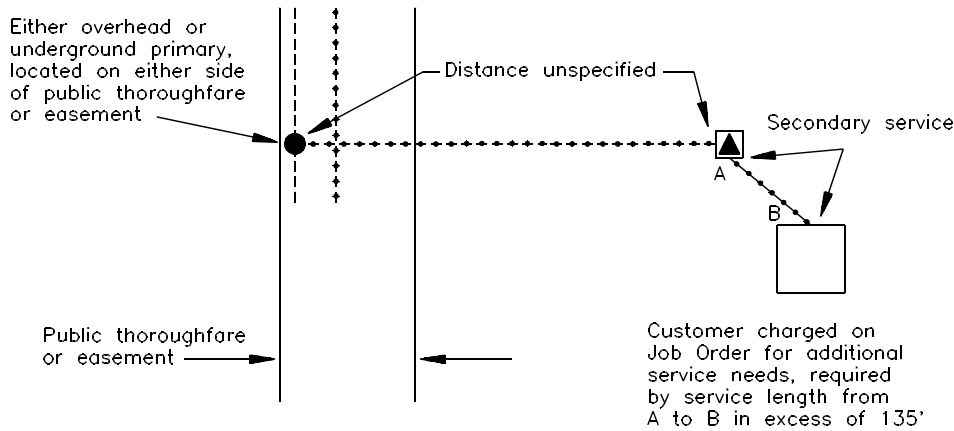 Either overhead or
underground primary,
located on either side
of public thoroughfare
or easement
Distance unspecified
Secondary service
A
B
Public thoroughfare
or easement
Customer charged on
Job Order for additional
service needs, required
by service length from
A to B in excess of 135'